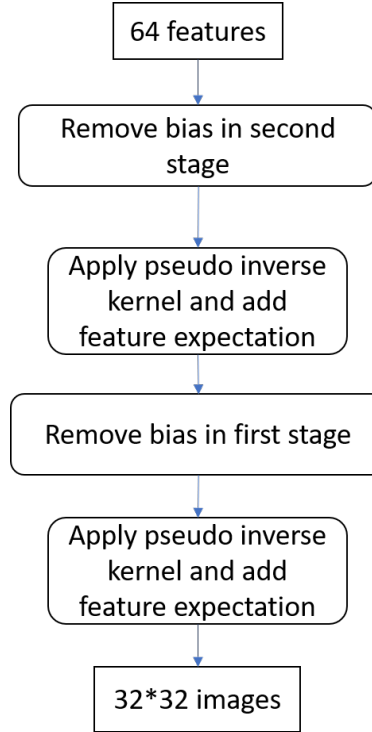 64 features
Remove bias in second
stage
Apply pseudo inverse
kernel and add
feature expectation
Remove bias in first stage
Apply pseudo inverse
kernel and add
feature expectation
32*32 images